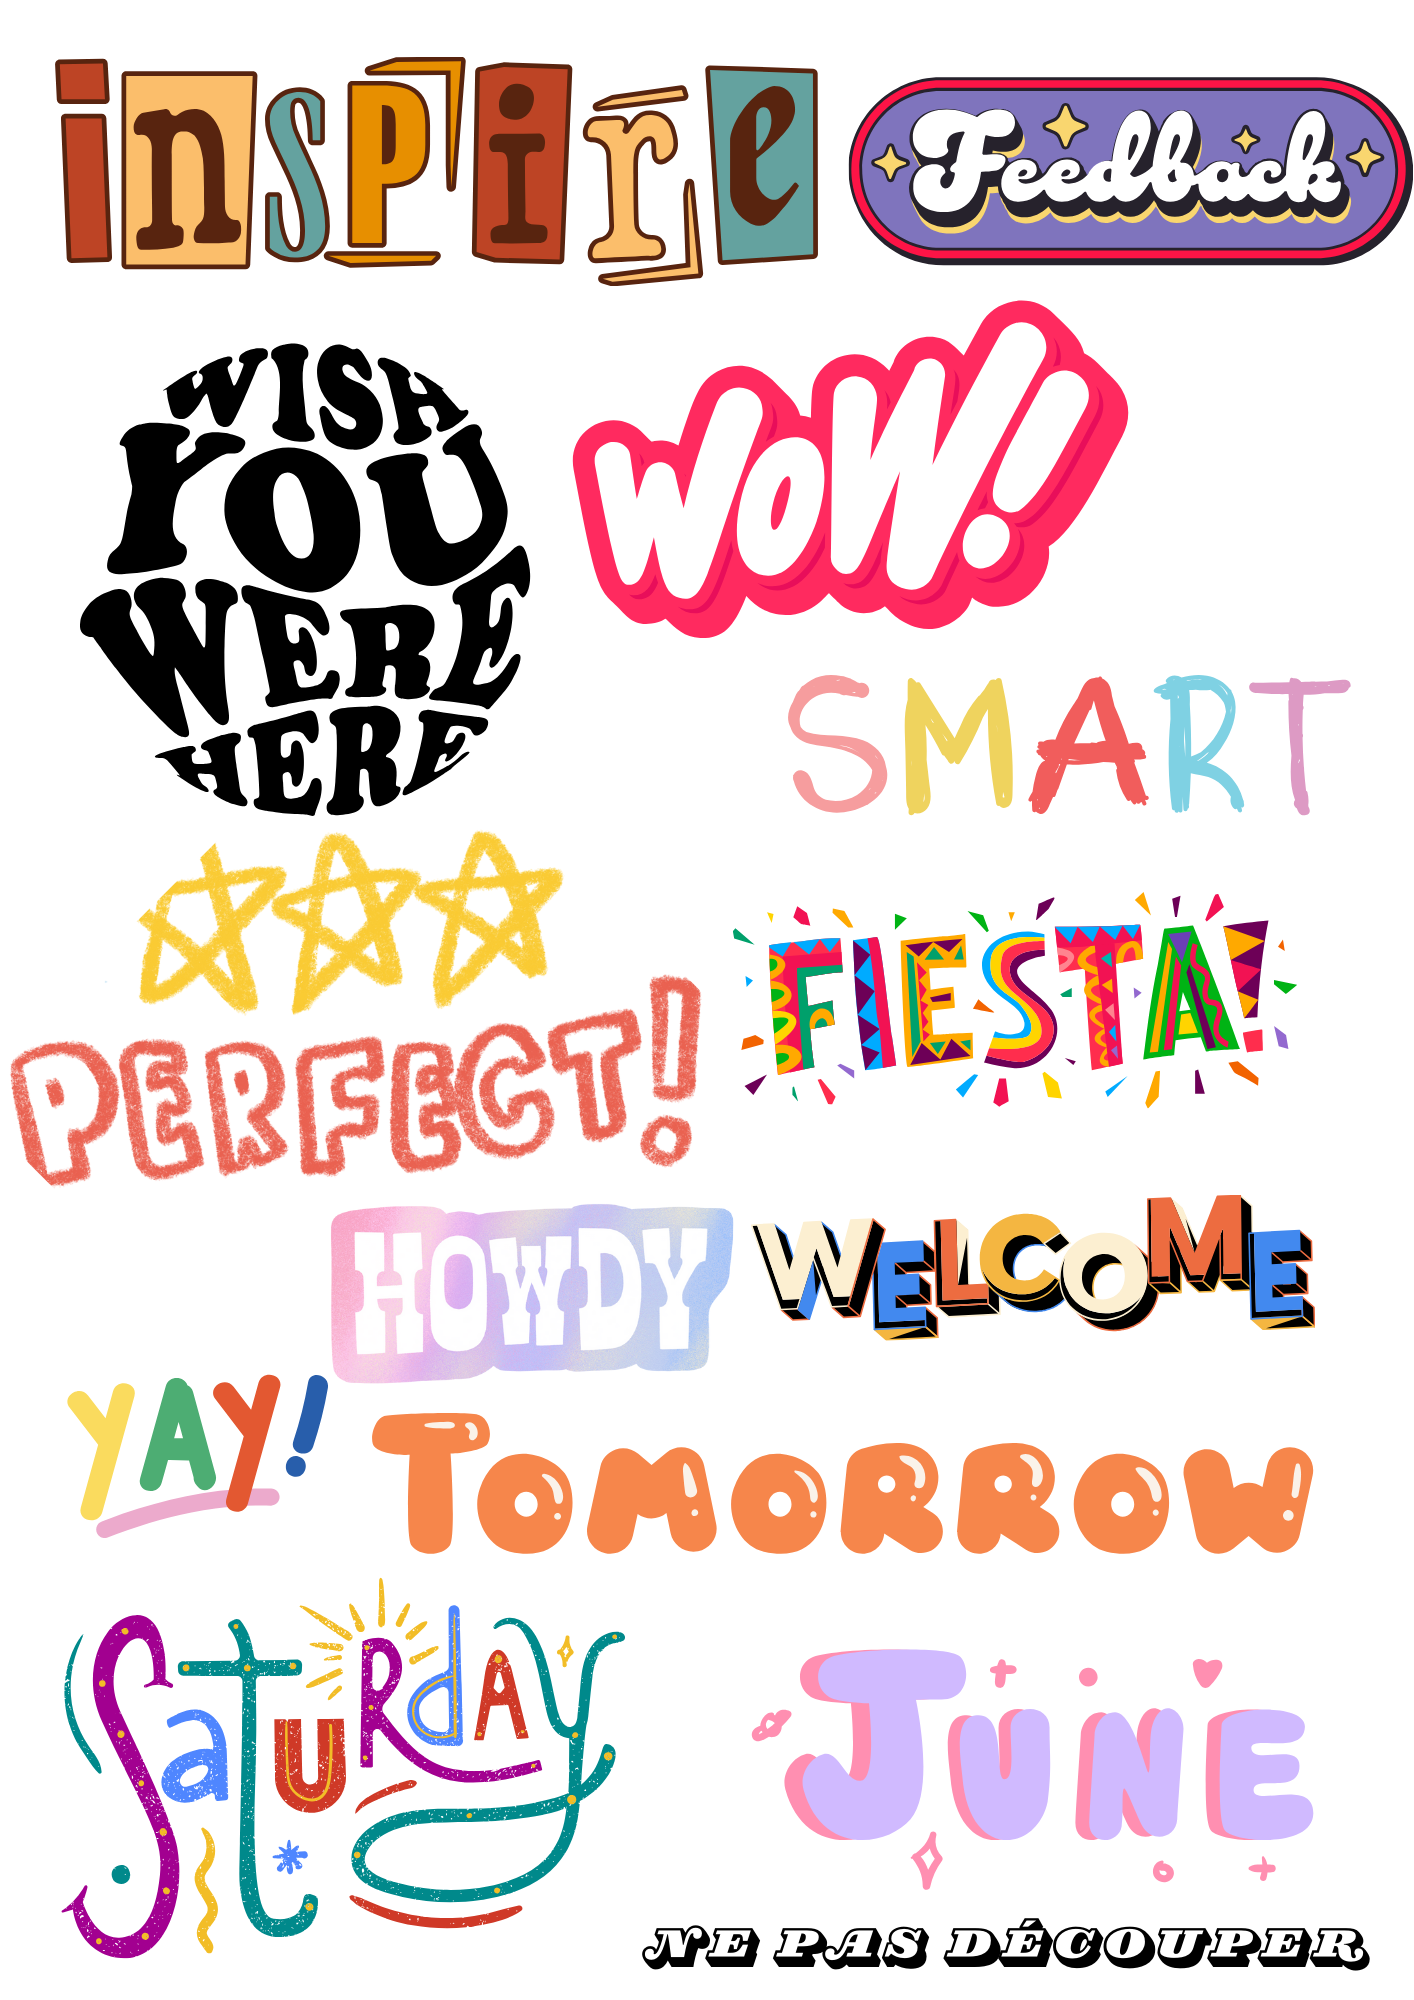 inspire
Feedback
WISH
YOU
WERE
HERE
WOW!
SMART
PERFECT!
FIESTA!
HOWDY
WELCOME
YAY!
TOMORROW
SaTURdAy
JUNE
NE PAS DÉCOUPER